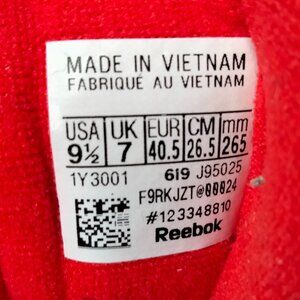 MADE IN VIETNAM
FABRIQUÉ AU VIETNAM
USA UK EUR CM mm
9½ 7 40.5 26.5 265
1Y3001 619 J95025
F9RKJZT@00024
#123348810
Reebok